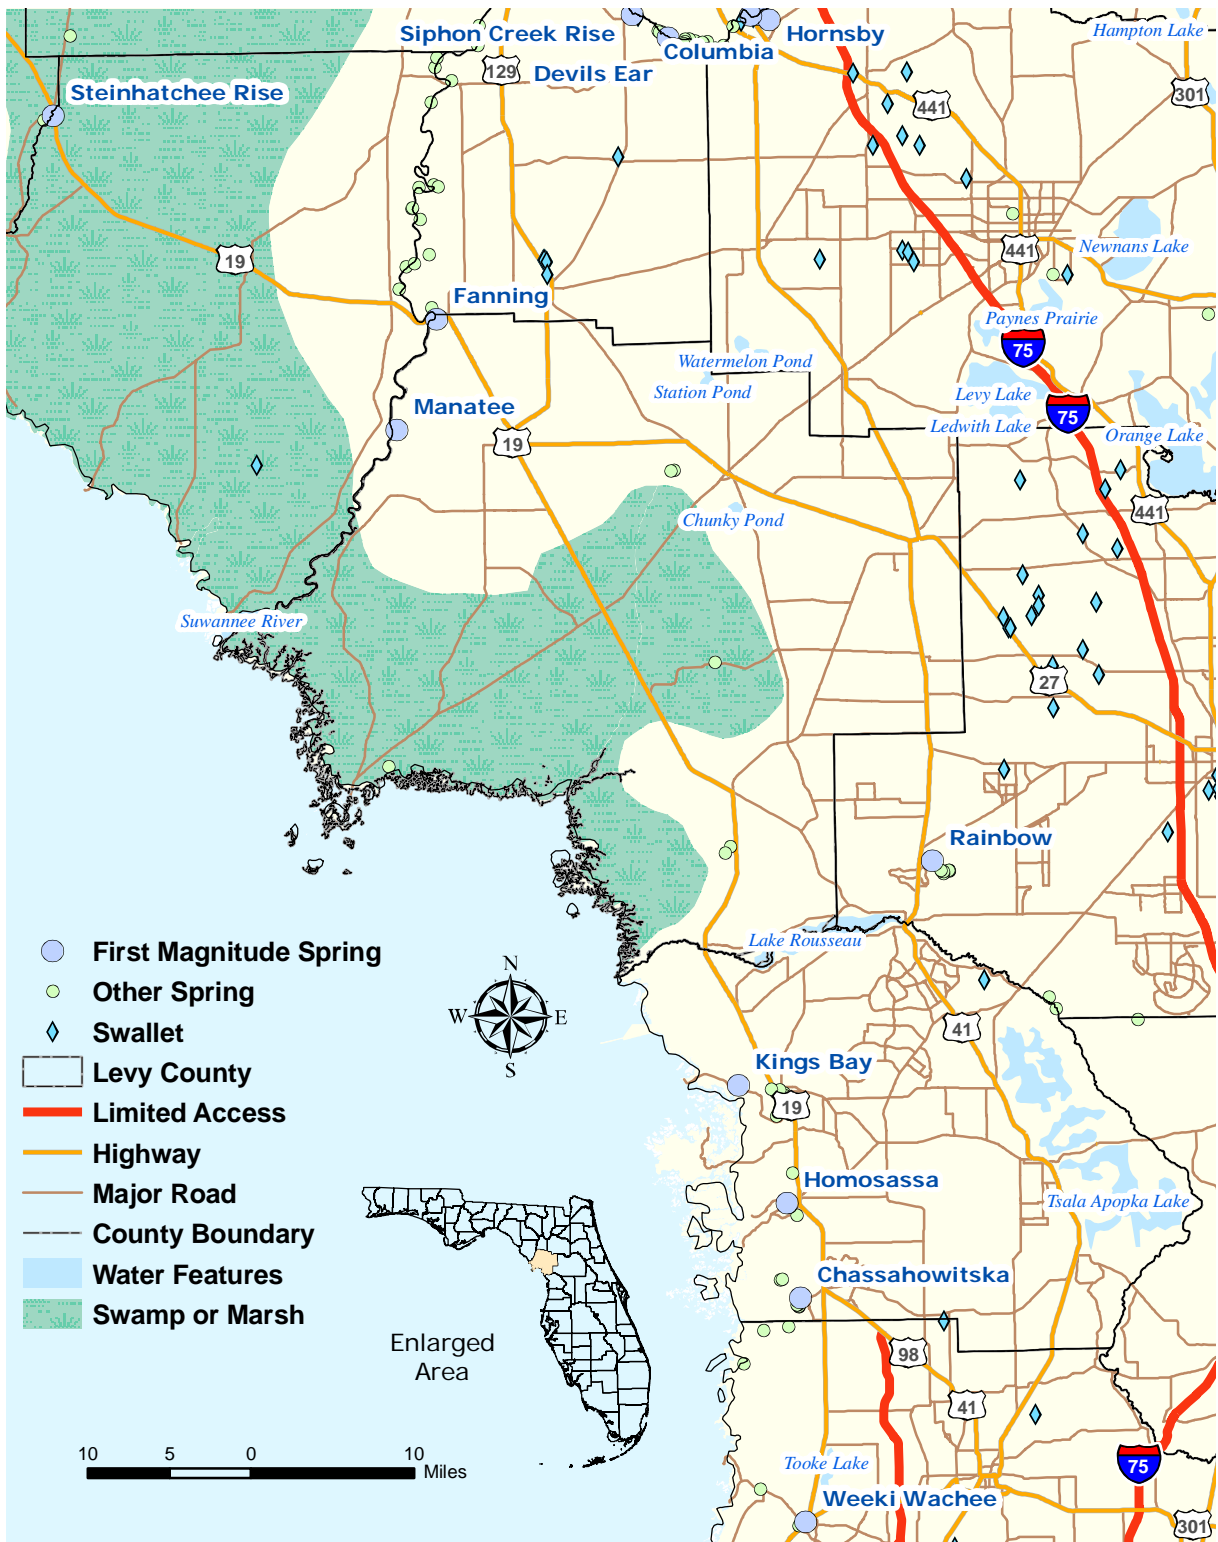 Siphon Creek Rise
Hornsby
Hampton Lake
Columbia
129
Devils Ear
Steinhatchee Rise
301
441
19
441
Newnans Lake
Fanning
Paynes Prairie
75
Watermelon Pond
Station Pond
Levy Lake
Manatee
75
Ledwith Lake
Orange Lake
19
441
Chunky Pond
Suwannee River
27
Rainbow
Lake Rousseau
First Magnitude Spring
Other Spring
Swallet
Levy County
Limited Access
Highway
Major Road
County Boundary
Water Features
Swamp or Marsh
N
W
E
S
41
Kings Bay
19
Homosassa
Tsala Apopka Lake
Chassahowitska
Enlarged
Area
98
41
10
5
0
10
Miles
Tooke Lake
75
Weeki Wachee
301